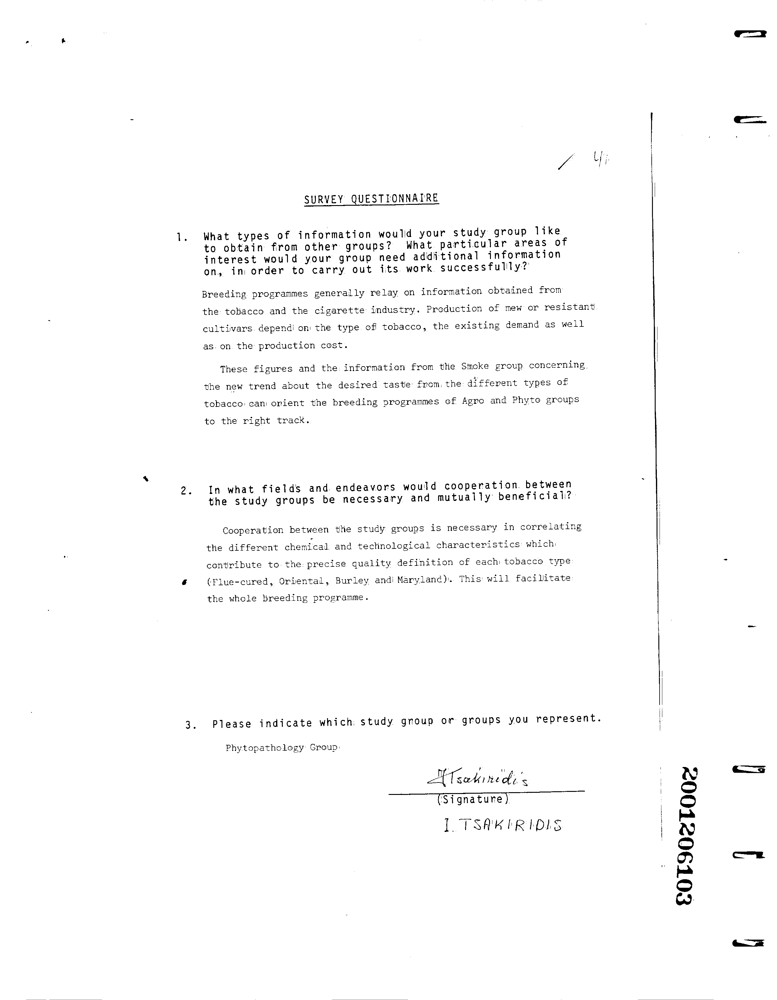 SURVEY QUESTIONNAIRE
1. What types of information would your study group like
to obtain from other groups? What particular areas of
interest would your group need additional information
on, in order to carry out its work successfully?
Breeding programmes generally relay on information obtained from
the tobacco and the cigarette industry. Production of mew or resistant
cultivars depend on the type of tobacco, the existing demand as well
as on the production cost.
These figures and the information from the Smoke group concerning
the new trend about the desired taste from the different types of
tobacco can orient the breeding programmes of Agro and Phyto groups
to the right track.
2. In what fields and endeavors would cooperation between
the study groups be necessary and mutually beneficial?
Cooperation between the study groups is necessary in correlating
the different chemical and technological characteristics which
contribute to the precise quality definition of each tobacco type
(Flue-cured, Oriental, Burley and Maryland). This will facilitate
the whole breeding programme.
3. Please indicate which study group or groups you represent.
Phytopathology Group
ITsakiridis
(Signature)
I. TSAKIRIDIS
2001206103